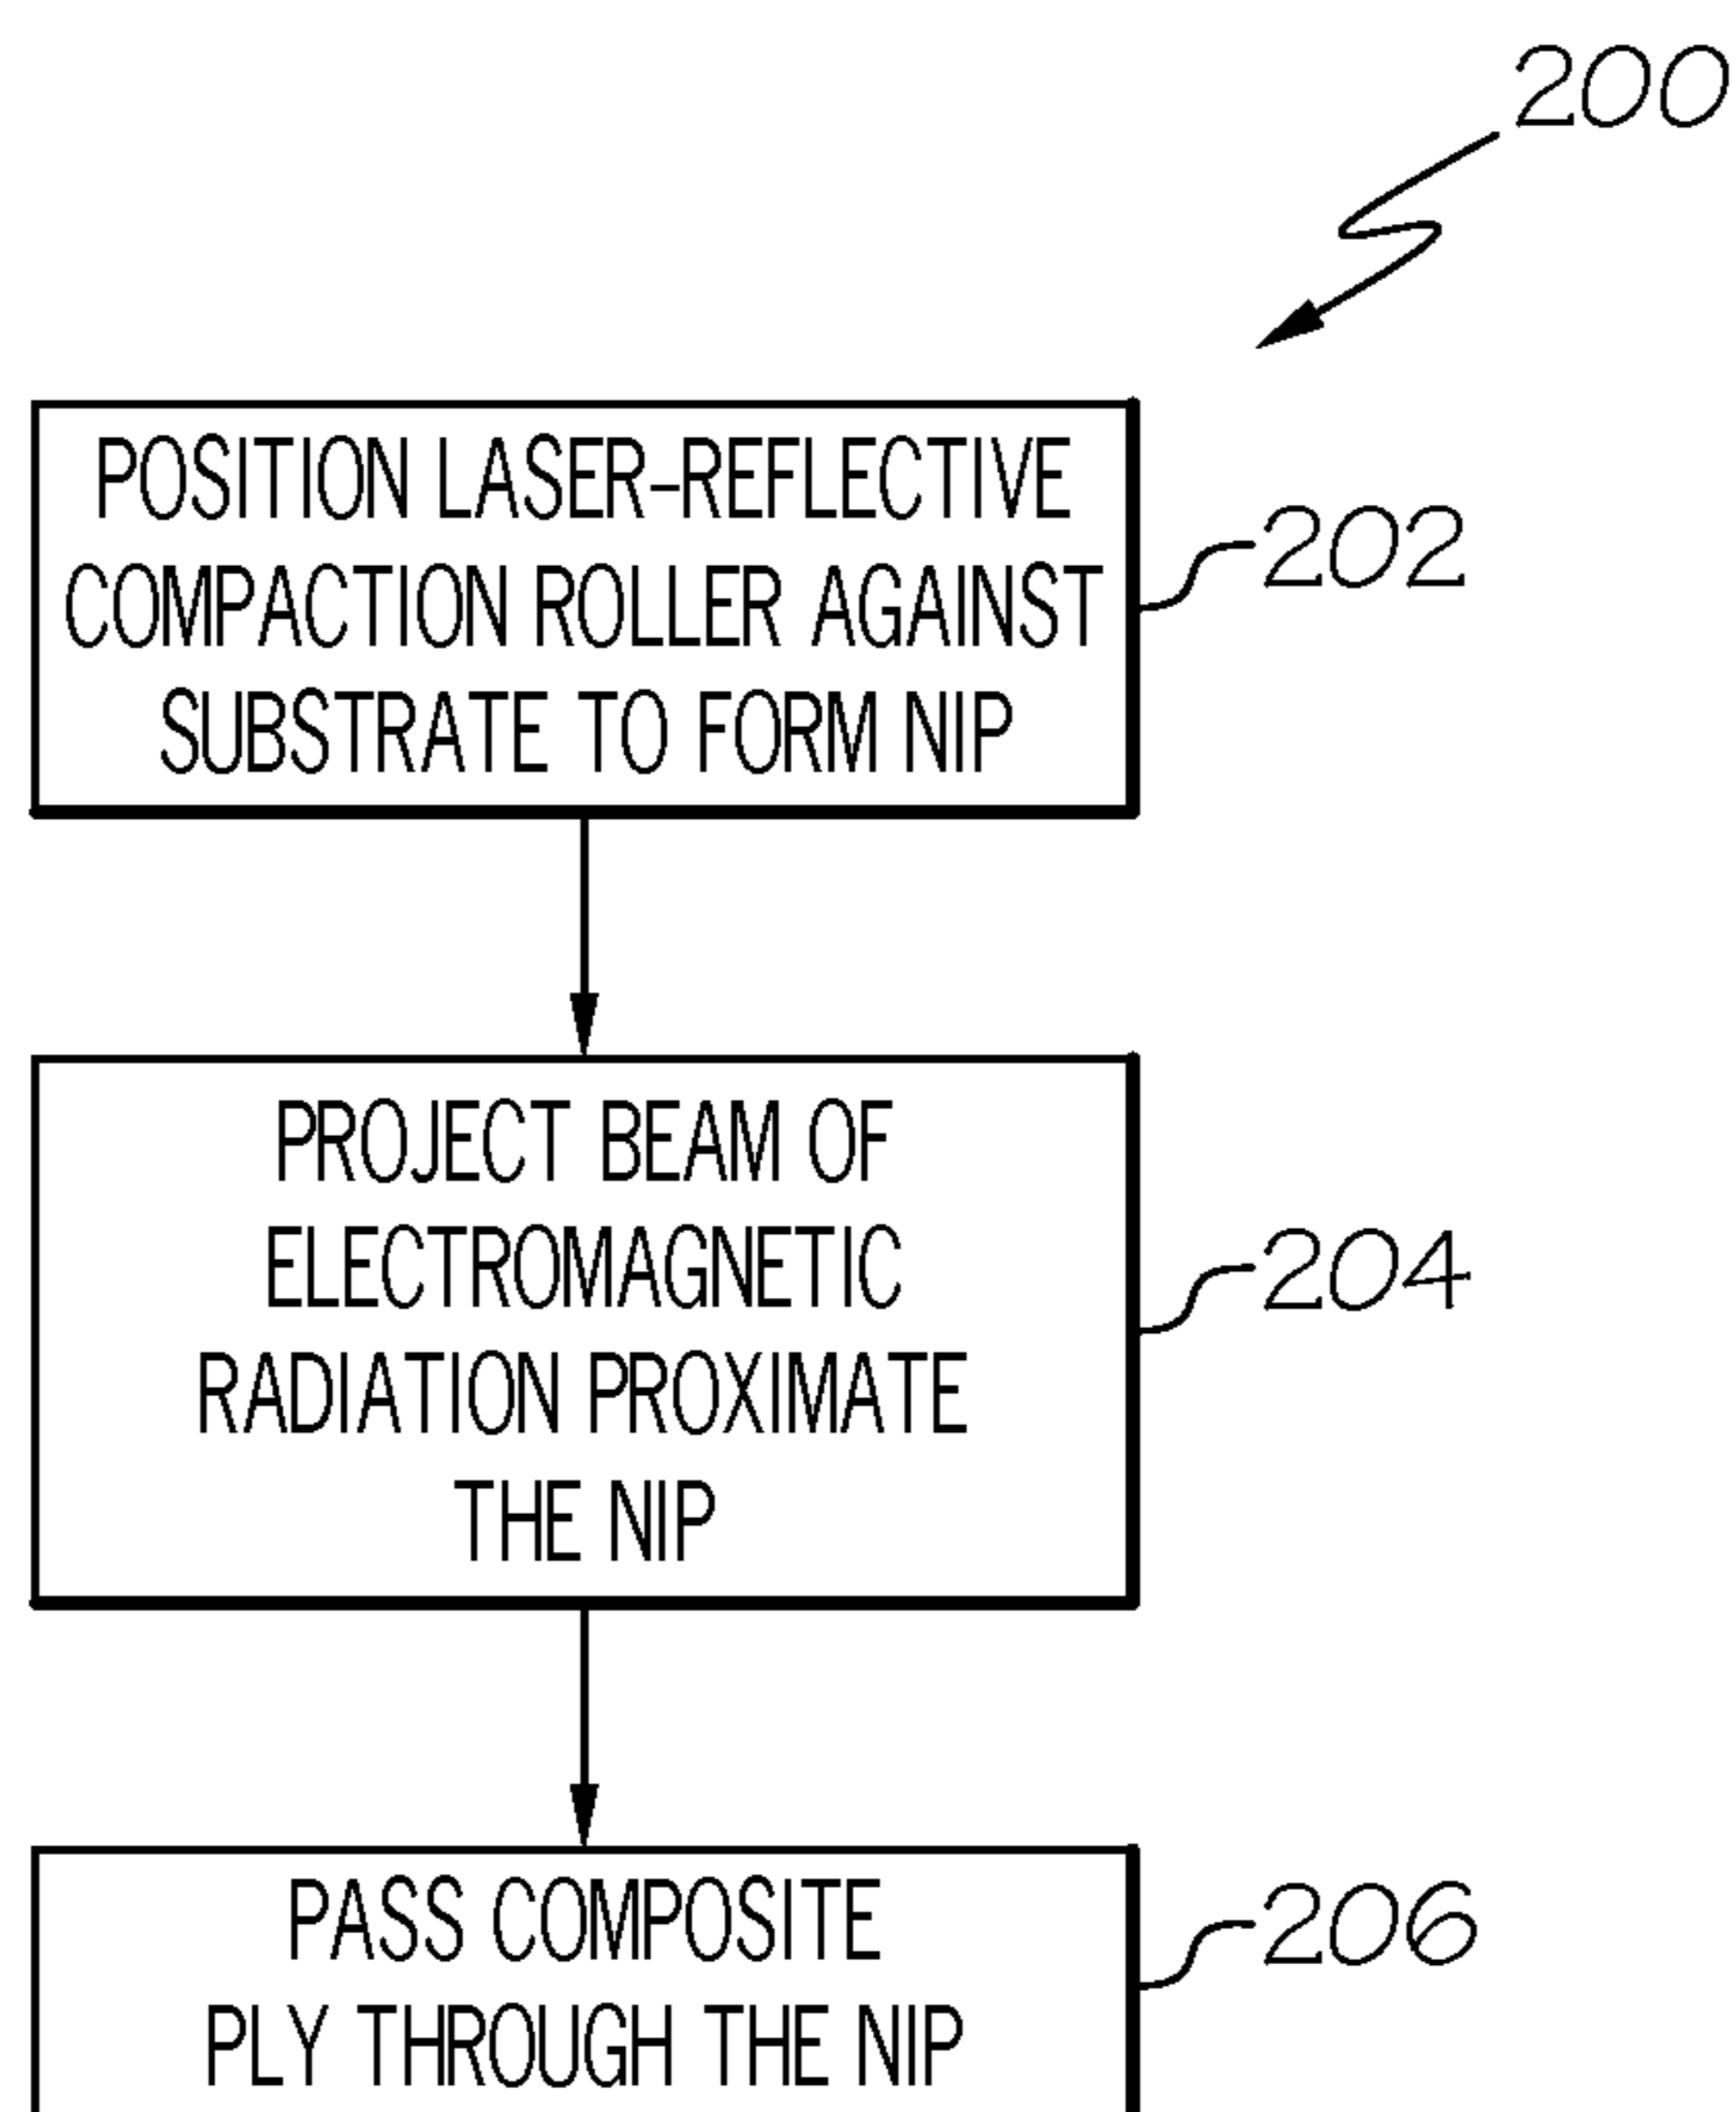 200
POSITION LASER-REFLECTIVE
COMPACTION ROLLER AGAINST
SUBSTRATE TO FORM NIP
202
PROJECT BEAM OF
ELECTROMAGNETIC
RADIATION PROXIMATE
THE NIP
204
PASS COMPOSITE
PLY THROUGH THE NIP
206